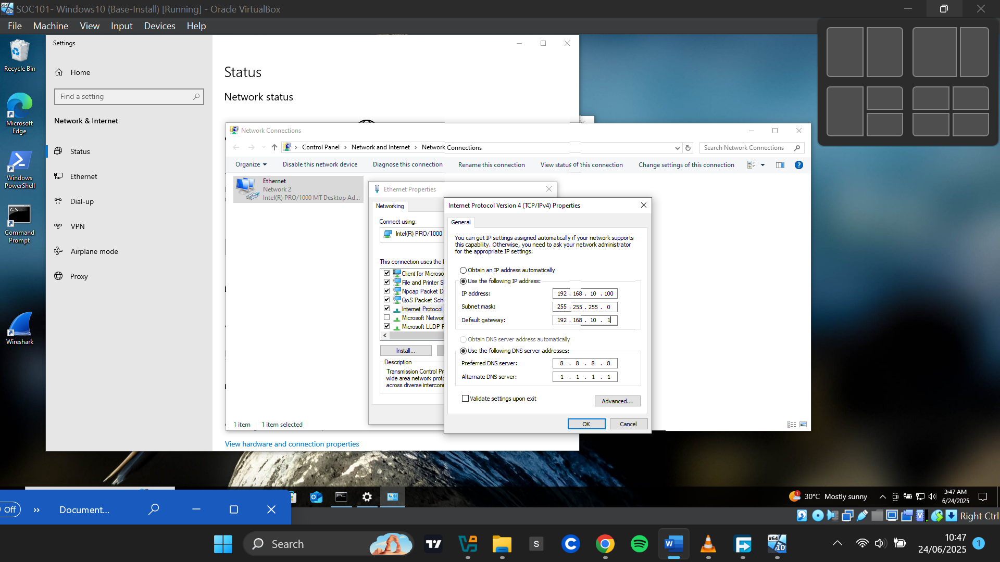 SOC101- Windows10 (Base-Install) [Running] - Oracle VirtualBox
File Machine View Input Devices Help
Recycle Bin
Microsoft Edge
Windows PowerShell
Command Prompt
Wireshark
Settings
Home
Find a setting
Network & Internet
Status
Ethernet
Dial-up
VPN
Airplane mode
Proxy
Status
Network status
Network Connections
Control Panel > Network and Internet > Network Connections
Search Network Connections
Organize Disable this network device Diagnose this connection Rename this connection View status of this connection Change settings of this connection
Ethernet
Network 2
Intel(R) PRO/1000 MT Desktop Ad...
Ethernet Properties
Networking
Connect using:
Intel(R) PRO/1000
This connection uses the f
Client for Microso
File and Printer S
Npcap Packet D
QoS Packet Sch
Internet Protocol
Microsoft Networ
Microsoft LLDP P
Install...
Description
Transmission Control Pr
wide area network proto
across diverse interconn
Internet Protocol Version 4 (TCP/IPv4) Properties
General
You can get IP settings assigned automatically if your network supports
this capability. Otherwise, you need to ask your network administrator
for the appropriate IP settings.
Obtain an IP address automatically
Use the following IP address:
IP address: 192 . 168 . 10 . 100
Subnet mask: 255 . 255 . 255 . 0
Default gateway: 192 . 168 . 10 . 1
Obtain DNS server address automatically
Use the following DNS server addresses:
Preferred DNS server: 8 . 8 . 8 . 8
Alternate DNS server: 1 . 1 . 1 . 1
Validate settings upon exit
Advanced...
OK Cancel
1 item 1 item selected
View hardware and connection properties
Off » Document...
1
30°C Mostly sunny
3:47 AM
6/24/2025
Right Ctrl
Search
10:47
24/06/2025
1